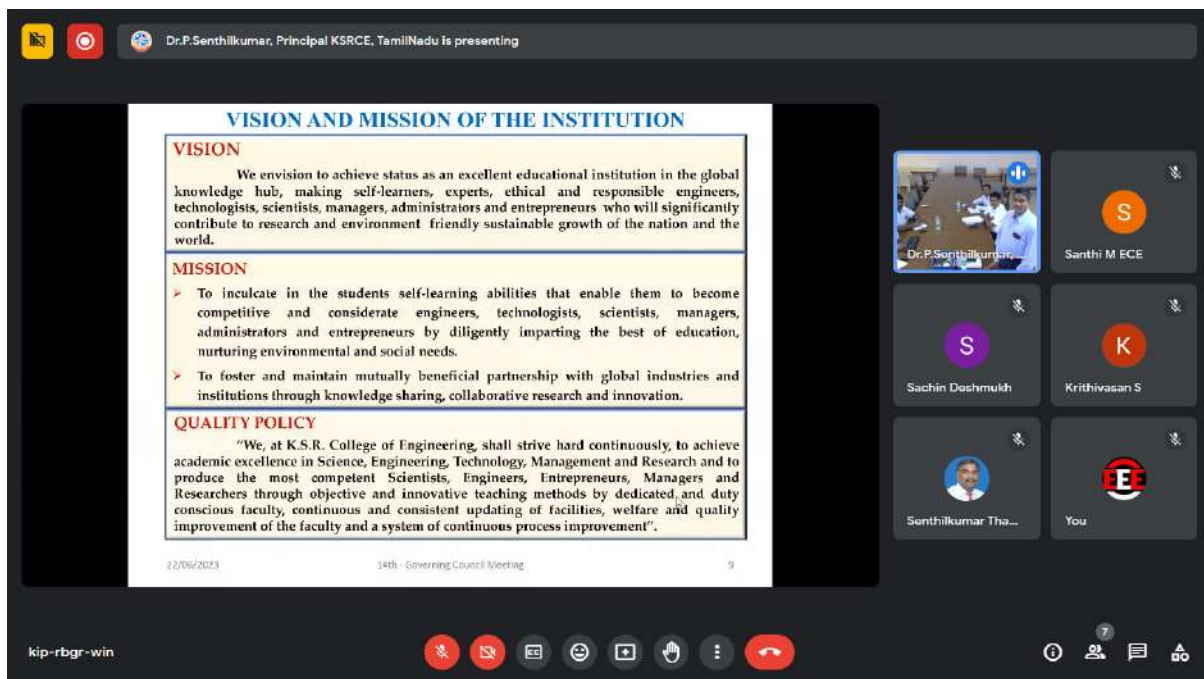 Dr.P.Senthilkumar, Principal KSRCE, TamilNadu is presenting
VISION AND MISSION OF THE INSTITUTION
VISION
We envision to achieve status as an excellent educational institution in the global
knowledge hub, making self-learners, experts, ethical and responsible engineers,
technologists, scientists, managers, administrators and entrepreneurs who will significantly
contribute to research and environment friendly sustainable growth of the nation and the
world.
MISSION
➤ To inculcate in the students self-learning abilities that enable them to become
competitive and considerate engineers, technologists, scientists, managers,
administrators and entrepreneurs by diligently imparting the best of education,
nurturing environmental and social needs.
➤ To foster and maintain mutually beneficial partnership with global industries and
institutions through knowledge sharing, collaborative research and innovation.
QUALITY POLICY
"We, at K.S.R. College of Engineering, shall strive hard continuously, to achieve
academic excellence in Science, Engineering, Technology, Management and Research and to
produce the most competent Scientists, Engineers, Entrepreneurs, Managers and
Researchers through objective and innovative teaching methods by dedicated and duty
conscious faculty, continuous and consistent updating of facilities, welfare and quality
improvement of the faculty and a system of continuous process improvement".
22/06/2023 14th - Governing Council Meeting 9
Dr.P.Senthilkumar, ...
S
Santhi M ECE
S
Sachin Deshmukh
K
Krithivasan S
Senthilkumar Tha...
EEE
You
kip-rbgr-win
CC
7